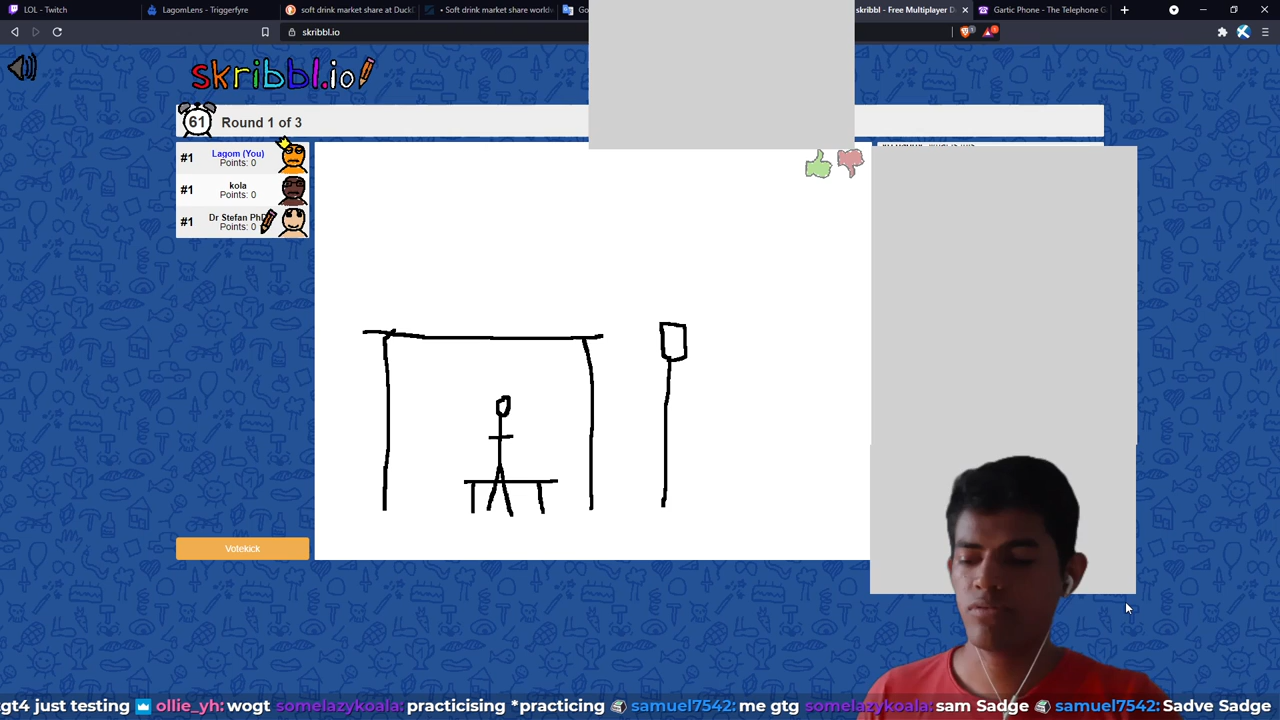 LOL - Twitch
LagomLens - Triggerfyre
soft drink market share at Duck
• Soft drink market share world
Go
skribbl - Free Multiplayer D
Gartic Phone - The Telephone G
skribbl.io
skribbl.io
61
Round 1 of 3
#1
Lagom (You)
Points: 0
#1
kola
Points: 0
#1
Dr Stefan PhD
Points: 0
Votekick
gt4 just testing ollie_yh: wogt somelazykoala: practicising *practicing samuel7542: me gtg somelazykoala: sam Sadge samuel7542: Sadve Sadge